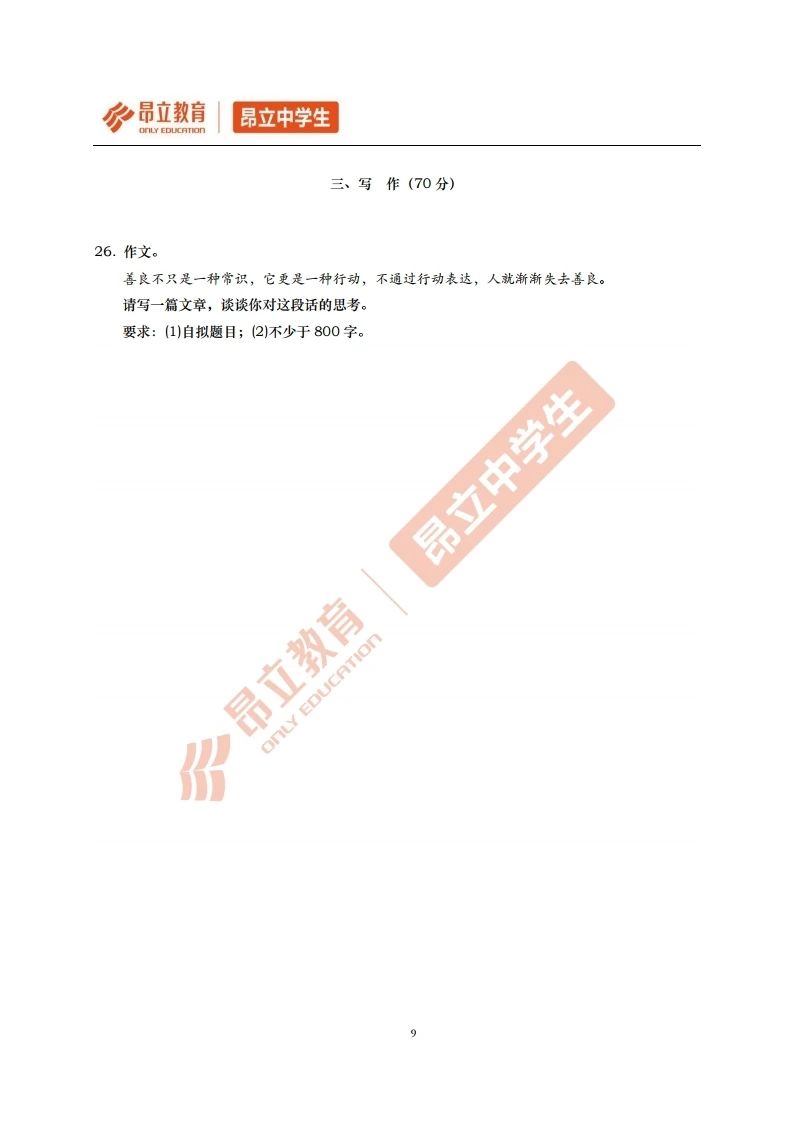 昂立教育
ONLY EDUCATION
昂立中学生
三、写 作（70 分）
26. 作文。
善良不只是一种常识，它更是一种行动，不通过行动表达，人就渐渐失去善良。
请写一篇文章，谈谈你对这段话的思考。
要求：(1)自拟题目；(2)不少于 800 字。
昂立中学生
昂立教育
ONLY EDUCATION
9